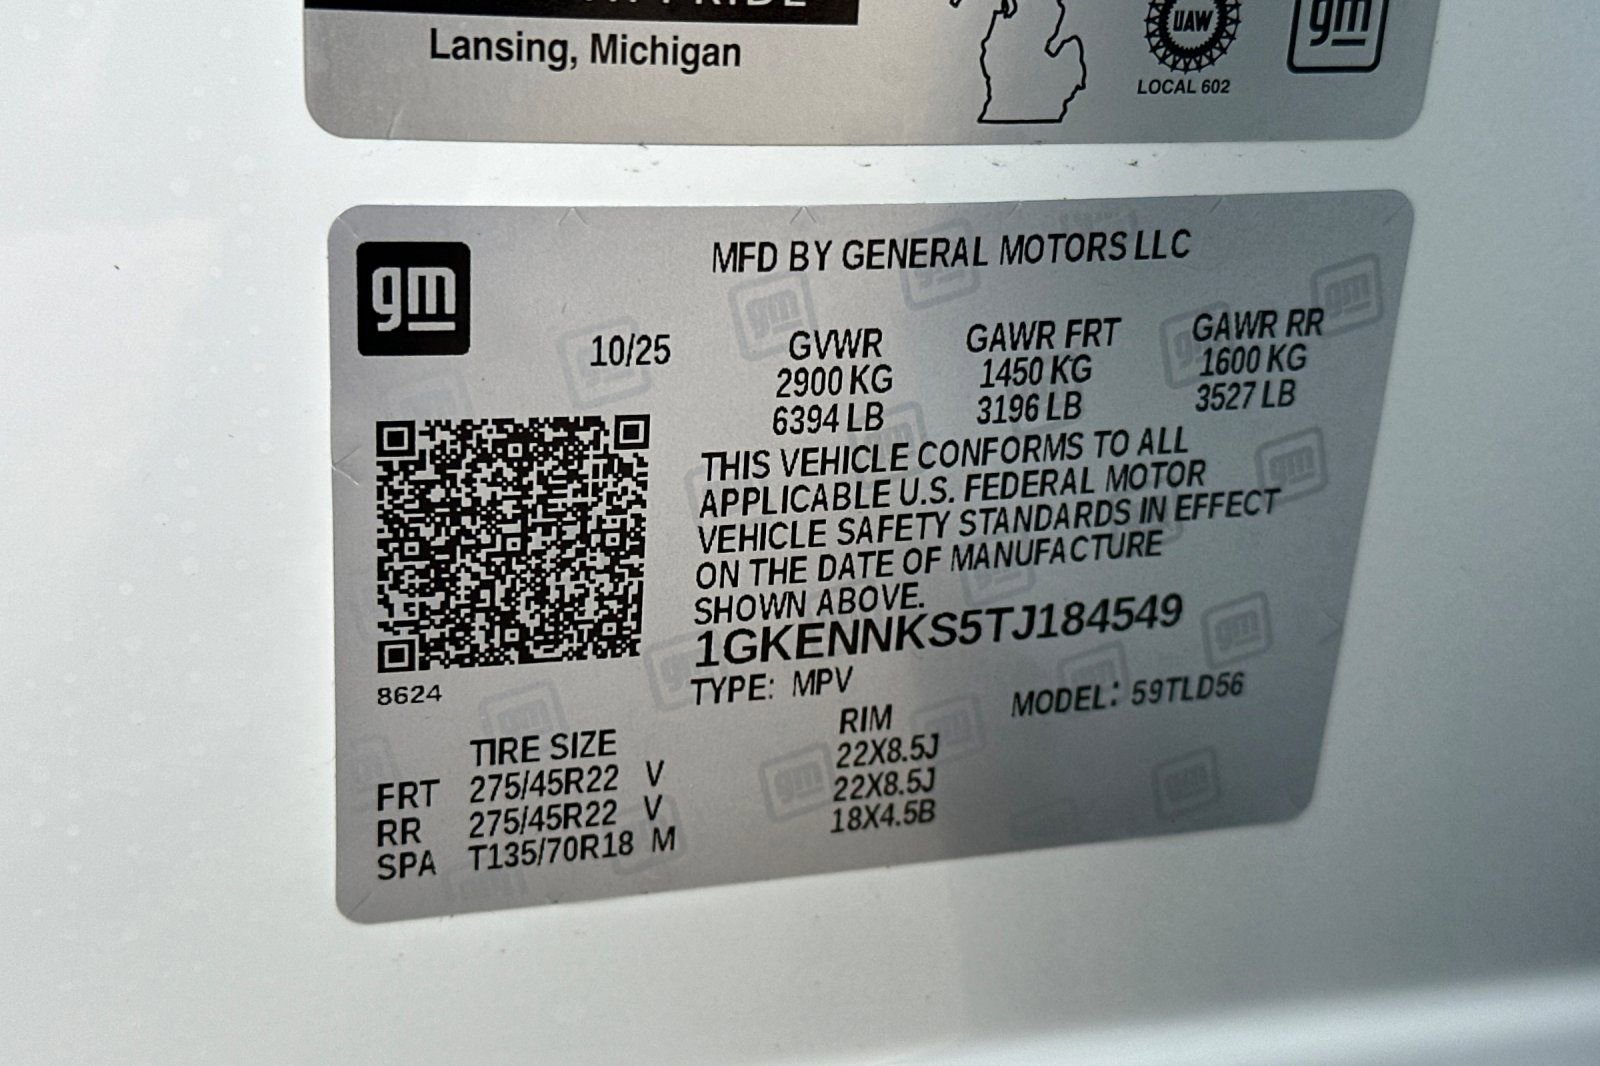 Lansing, Michigan
UAW
LOCAL 602
gm
gm
MFD BY GENERAL MOTORS LLC
10/25
GVWR GAWR FRT GAWR RR
2900 KG 1450 KG 1600 KG
6394 LB 3196 LB 3527 LB
THIS VEHICLE CONFORMS TO ALL
APPLICABLE U.S. FEDERAL MOTOR
VEHICLE SAFETY STANDARDS IN EFFECT
ON THE DATE OF MANUFACTURE
SHOWN ABOVE.
1GKENNKS5TJ184549
8624
TYPE: MPV MODEL: 59TLD56
TIRE SIZE RIM
FRT 275/45R22 V 22X8.5J
RR 275/45R22 V 22X8.5J
SPA T135/70R18 M 18X4.5B